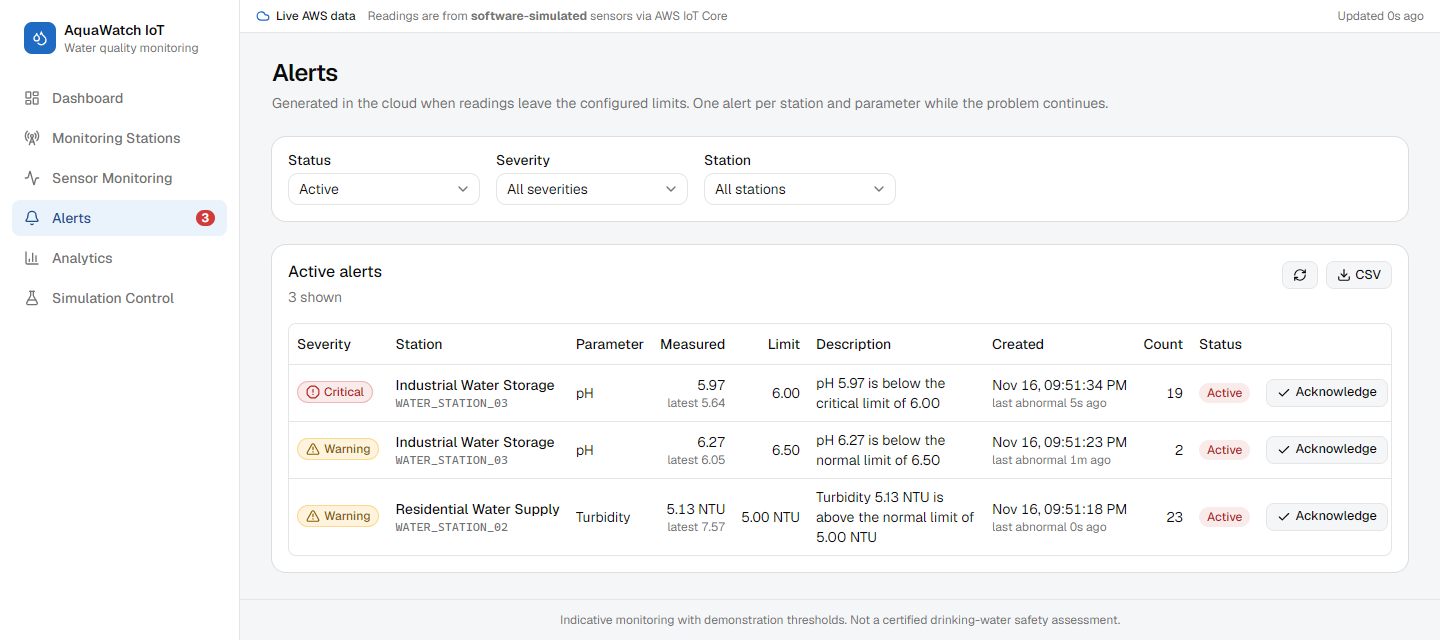 AquaWatch IoT
Water quality monitoring
Dashboard
Monitoring Stations
Sensor Monitoring
Alerts 3
Analytics
Simulation Control
Live AWS data Readings are from software-simulated sensors via AWS IoT Core Updated 0s ago
Alerts
Generated in the cloud when readings leave the configured limits. One alert per station and parameter while the problem continues.
Status Severity Station
Active All severities All stations
Active alerts
3 shown
CSV
Severity Station Parameter Measured Limit Description Created Count Status
Critical Industrial Water Storage pH 5.97 6.00 pH 5.97 is below the Nov 16, 09:51:34 PM 19 Active Acknowledge
WATER_STATION_03 latest 5.64 critical limit of 6.00 last abnormal 5s ago
Warning Industrial Water Storage pH 6.27 6.50 pH 6.27 is below the Nov 16, 09:51:23 PM 2 Active Acknowledge
WATER_STATION_03 latest 6.05 normal limit of 6.50 last abnormal 1m ago
Warning Residential Water Supply Turbidity 5.13 NTU 5.00 NTU Turbidity 5.13 NTU is Nov 16, 09:51:18 PM 23 Active Acknowledge
WATER_STATION_02 latest 7.57 above the normal limit of last abnormal 0s ago
5.00 NTU
Indicative monitoring with demonstration thresholds. Not a certified drinking-water safety assessment.